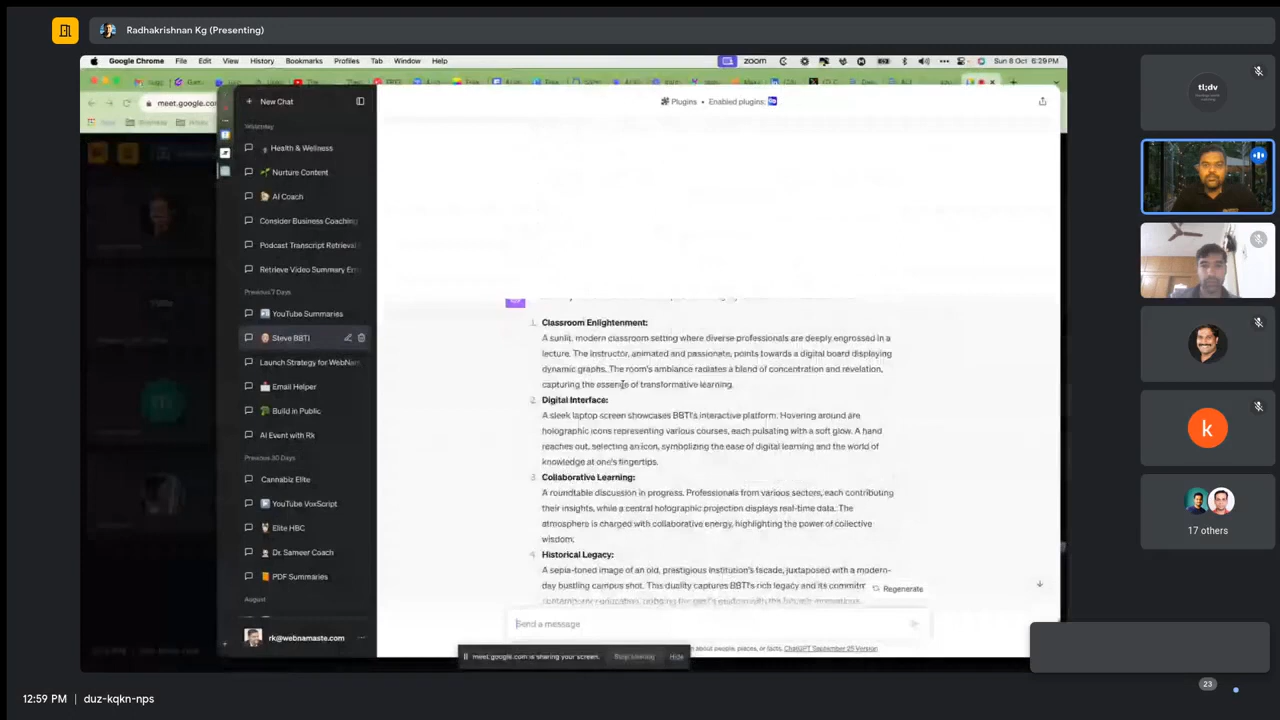 Radhakrishnan Kg (Presenting)
Google Chrome File Edit View History Bookmarks Profiles Tab Window Help
zoom
Sun 8 Oct 6:29 PM
meet.google.co
New Chat
Plugins • Enabled plugins:
Yesterday
Health & Wellness
Nurture Content
AI Coach
Consider Business Coaching
Podcast Transcript Retrieval
Retrieve Video Summary Err
Previous 7 Days
YouTube Summaries
Steve BBTI
Launch Strategy for WebNam
Email Helper
Build in Public
AI Event with Rk
Previous 30 Days
Cannabiz Elite
YouTube VoxScript
Elite HBC
Dr. Sameer Coach
PDF Summaries
August
rk@webnamaste.com
1. Classroom Enlightenment:
A sunlit, modern classroom setting where diverse professionals are deeply engrossed in a
lecture. The instructor, animated and passionate, points towards a digital board displaying
dynamic graphs. The room's ambiance radiates a blend of concentration and revelation,
capturing the essence of transformative learning.
2. Digital Interface:
A sleek laptop screen showcases BBTI's interactive platform. Hovering around are
holographic icons representing various courses, each pulsating with a soft glow. A hand
reaches out, selecting an icon, symbolizing the ease of digital learning and the world of
knowledge at one's fingertips.
3. Collaborative Learning:
A roundtable discussion in progress. Professionals from various sectors, each contributing
their insights, while a central holographic projection displays real-time data. The
atmosphere is charged with collaborative energy, highlighting the power of collective
wisdom.
4. Historical Legacy:
A sepia-toned image of an old, prestigious institution's facade, juxtaposed with a modern-
day bustling campus shot. This duality captures BBTI's rich legacy and its commitm
Regenerate
Send a message
meet.google.com is sharing your screen.
Stop sharing
Hide
about people, places, or facts. ChatGPT September 25 Version
tl;dv
k
17 others
23
12:59 PM | duz-kqkn-nps